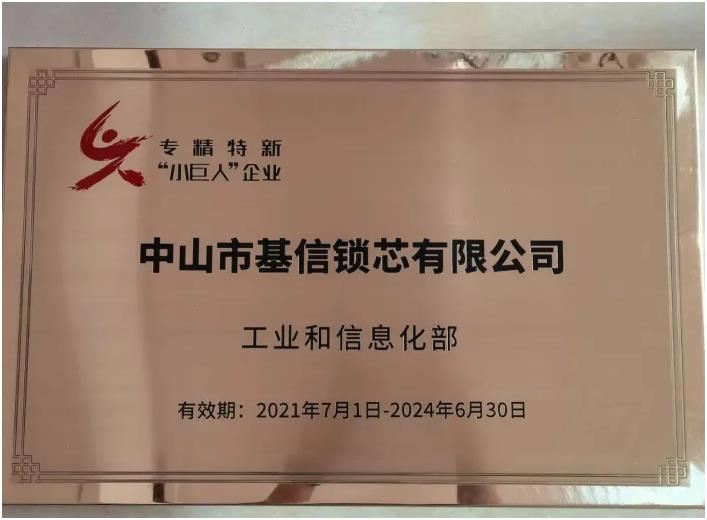 专精特新
“小巨人”企业
中山市基信锁芯有限公司
工业和信息化部
有效期：2021年7月1日-2024年6月30日